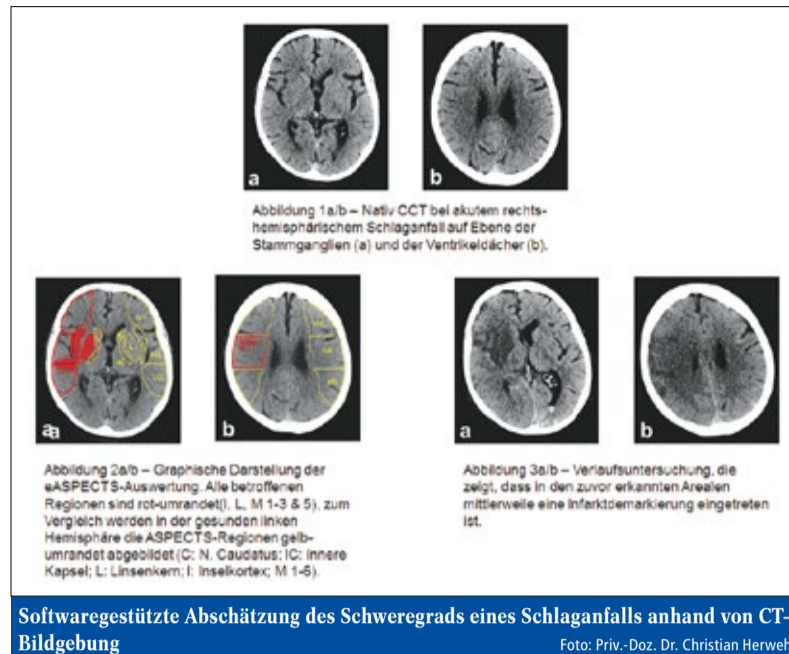 a
b
Abbildung 1a/b – Nativ CCT bei akutem rechts-
hemisphärischem Schlaganfall auf Ebene der
Stammganglien (a) und der Ventrikeldächer (b).
a
b
Abbildung 2a/b – Graphische Darstellung der
eASPECTS-Auswertung. Alle betroffenen
Regionen sind rot-umrandet(I, L, M 1-3 & 5), zum
Vergleich werden in der gesunden linken
Hemisphäre die ASPECTS-Regionen gelb-
umrandet abgebildet (C: N. Caudatus; IC: Innere
Kapsel; L: Linsenkern; I: Inselkortex; M 1-6).
a
b
Abbildung 3a/b – Verlaufsuntersuchung, die
zeigt, dass in den zuvor erkannten Arealen
mittlerweile eine Infarktdemarkierung eingetreten
ist.
Softwaregestützte Abschätzung des Schweregrads eines Schlaganfalls anhand von CT-
Bildgebung
Foto: Priv.-Doz. Dr. Christian Herweh